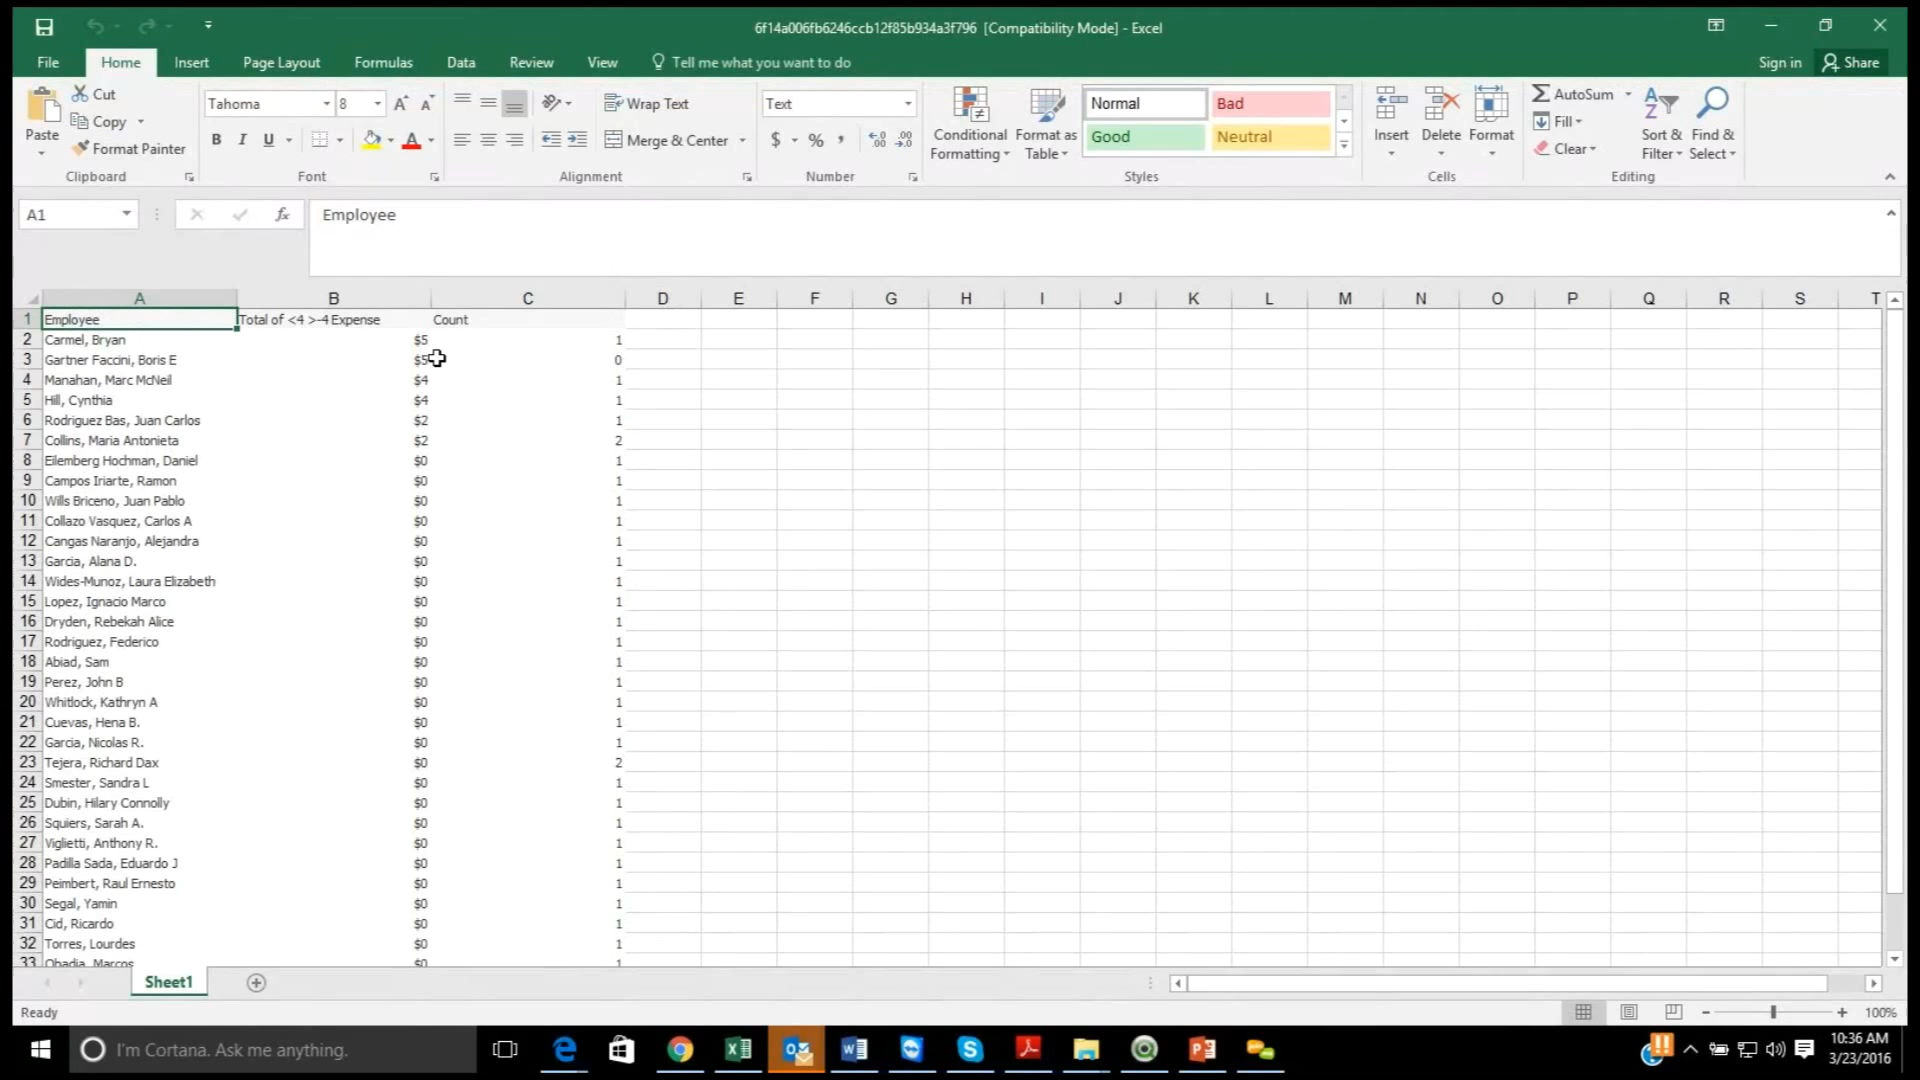 6f14a006fb6246ccb12f85b934a3f796 [Compatibility Mode] - Excel
File Home Insert Page Layout Formulas Data Review View Tell me what you want to do Sign in Share
Paste Cut Copy Format Painter Clipboard
Tahoma 8 B I U Font
Wrap Text Merge & Center Alignment
Text $ % Number
Conditional Formatting Format as Table Normal Bad Good Neutral Styles
Insert Delete Format Cells
AutoSum Fill Clear Sort & Filter Find & Select Editing
A1 fx Employee
A B C D E F G H I J K L M N O P Q R S T
1 Employee Total of <4 >-4 Expense Count
2 Carmel, Bryan $5 1
3 Gartner Faccini, Boris E $5 0
4 Manahan, Marc McNeil $4 1
5 Hill, Cynthia $4 1
6 Rodriguez Bas, Juan Carlos $2 1
7 Collins, Maria Antonieta $2 2
8 Eilemberg Hochman, Daniel $0 1
9 Campos Iriarte, Ramon $0 1
10 Wills Briceno, Juan Pablo $0 1
11 Collazo Vasquez, Carlos A $0 1
12 Cangas Naranjo, Alejandra $0 1
13 Garcia, Alana D. $0 1
14 Wides-Munoz, Laura Elizabeth $0 1
15 Lopez, Ignacio Marco $0 1
16 Dryden, Rebekah Alice $0 1
17 Rodriguez, Federico $0 1
18 Abiad, Sam $0 1
19 Perez, John B $0 1
20 Whitlock, Kathryn A $0 1
21 Cuevas, Hena B. $0 1
22 Garcia, Nicolas R. $0 1
23 Tejera, Richard Dax $0 2
24 Smester, Sandra L $0 1
25 Dubin, Hilary Connolly $0 1
26 Squiers, Sarah A. $0 1
27 Viglietti, Anthony R. $0 1
28 Padilla Sada, Eduardo J $0 1
29 Peimbert, Raul Ernesto $0 1
30 Segal, Yamin $0 1
31 Cid, Ricardo $0 1
32 Torres, Lourdes $0 1
33 Obadia, Marcos $0 1
Sheet1
Ready 100%
I'm Cortana. Ask me anything. 10:36 AM
3/23/2016